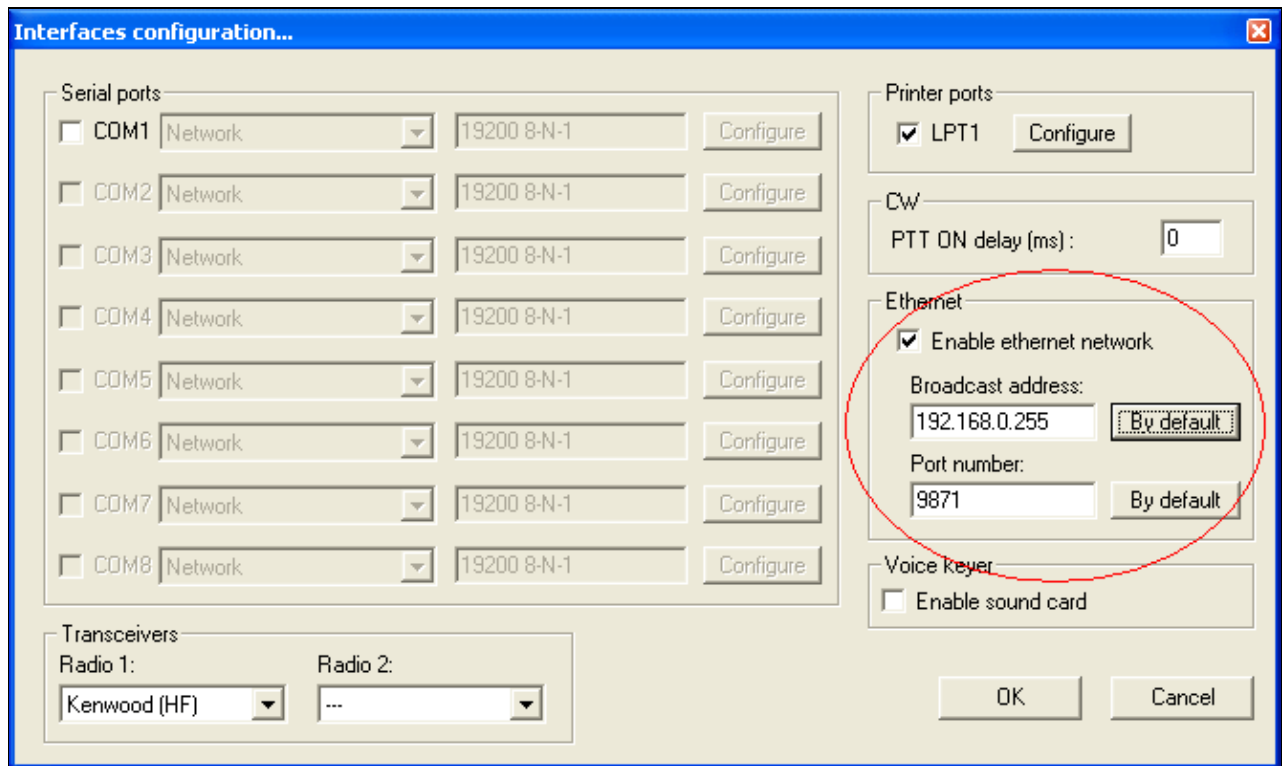 Interfaces configuration...
Serial ports
COM1 Network 19200 8-N-1 Configure
COM2 Network 19200 8-N-1 Configure
COM3 Network 19200 8-N-1 Configure
COM4 Network 19200 8-N-1 Configure
COM5 Network 19200 8-N-1 Configure
COM6 Network 19200 8-N-1 Configure
COM7 Network 19200 8-N-1 Configure
COM8 Network 19200 8-N-1 Configure
Transceivers
Radio 1: Radio 2:
Kenwood (HF) ---
Printer ports
LPT1 Configure
CW
PTT ON delay (ms) : 0
Ethernet
Enable ethernet network
Broadcast address:
192.168.0.255 By default
Port number:
9871 By default
Voice keyer
Enable sound card
OK Cancel